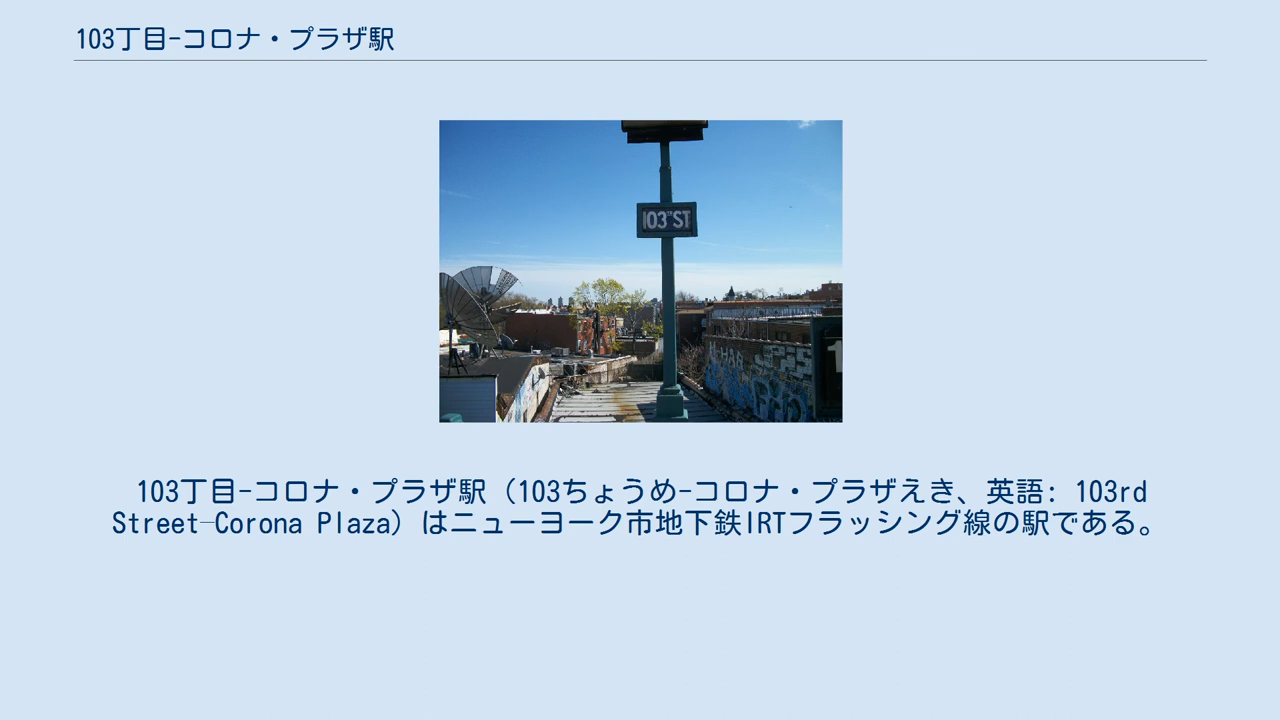 103丁目-コロナ・プラザ駅
103 ST
103丁目-コロナ・プラザ駅（103ちょうめ-コロナ・プラザえき、英語: 103rd
Street–Corona Plaza）はニューヨーク市地下鉄IRTフラッシング線の駅である。